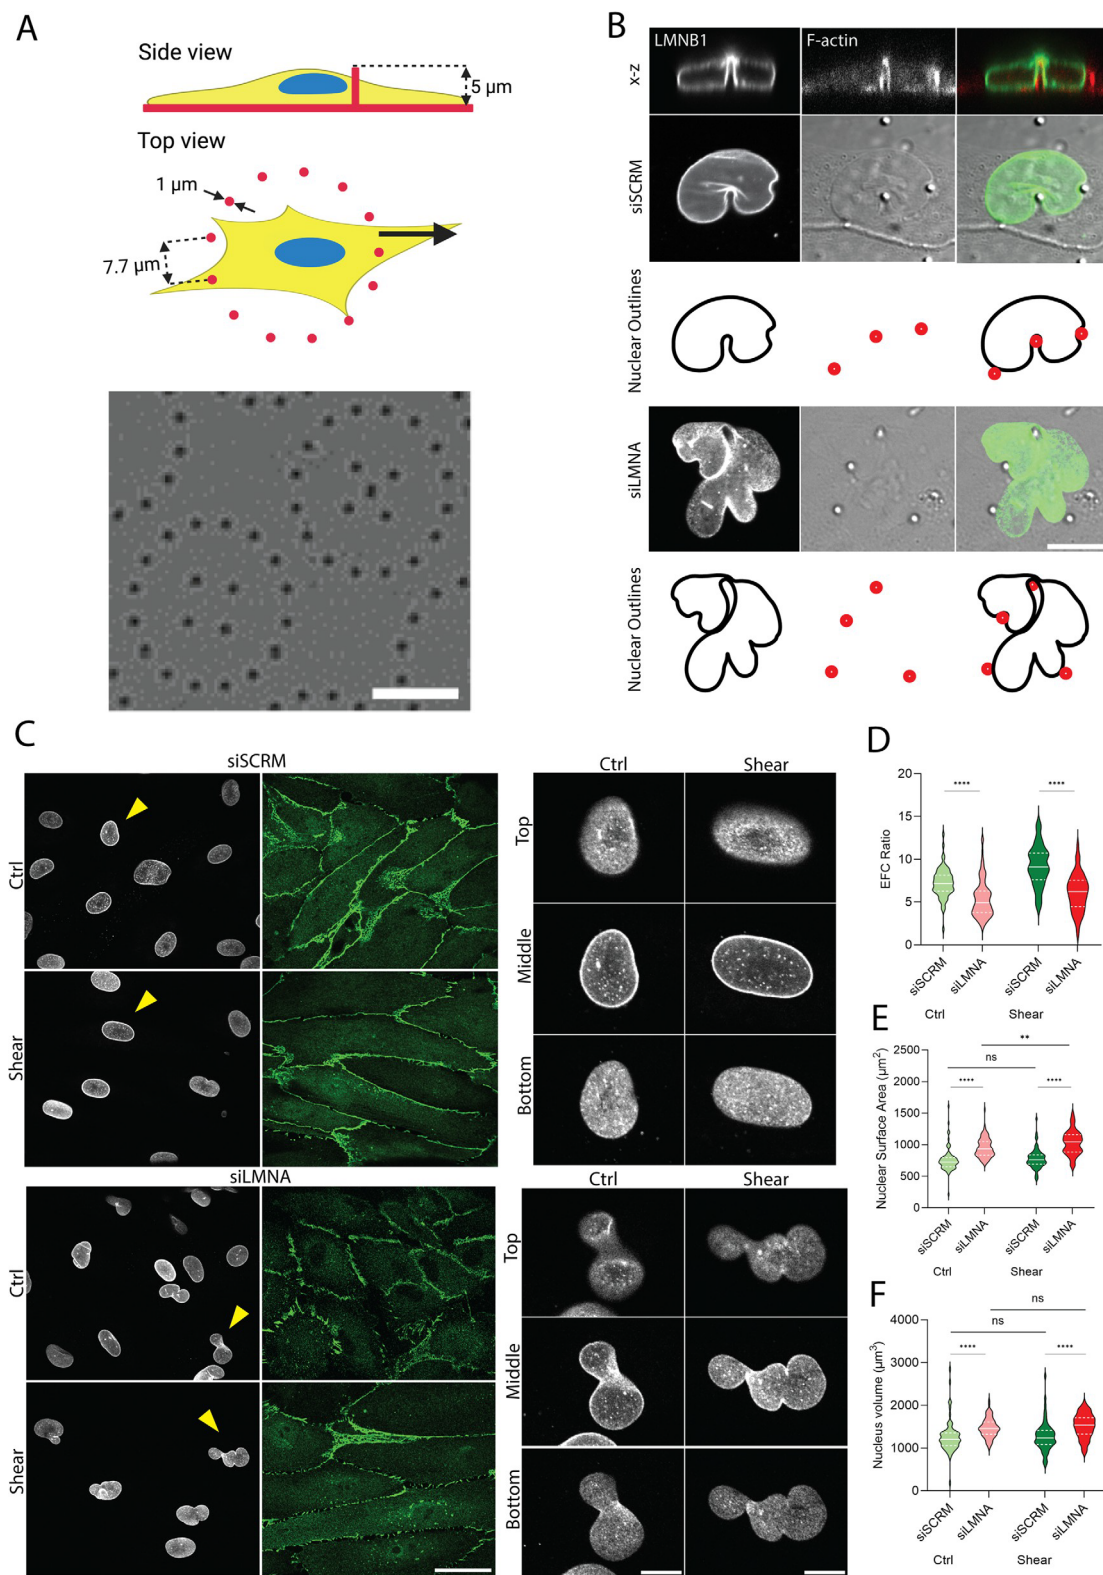 A
Side view
5 μm
Top view
1 μm
7.7 μm
B
LMNB1
F-actin
x-z
siSCRM
Nuclear Outlines
siLMNA
Nuclear Outlines
C
siSCRM
Ctrl
Shear
Ctrl
Shear
Top
Middle
Bottom
siLMNA
Ctrl
Shear
Ctrl
Shear
Top
Middle
Bottom
D
EFC Ratio
20
15
10
5
0
****
****
siSCRM
siLMNA
siSCRM
siLMNA
Ctrl
Shear
E
Nuclear Surface Area (μm²)
2500
2000
1500
1000
500
0
**
ns
****
****
siSCRM
siLMNA
siSCRM
siLMNA
Ctrl
Shear
F
Nucleus volume (μm³)
4000
3000
2000
1000
0
ns
ns
****
****
siSCRM
siLMNA
siSCRM
siLMNA
Ctrl
Shear